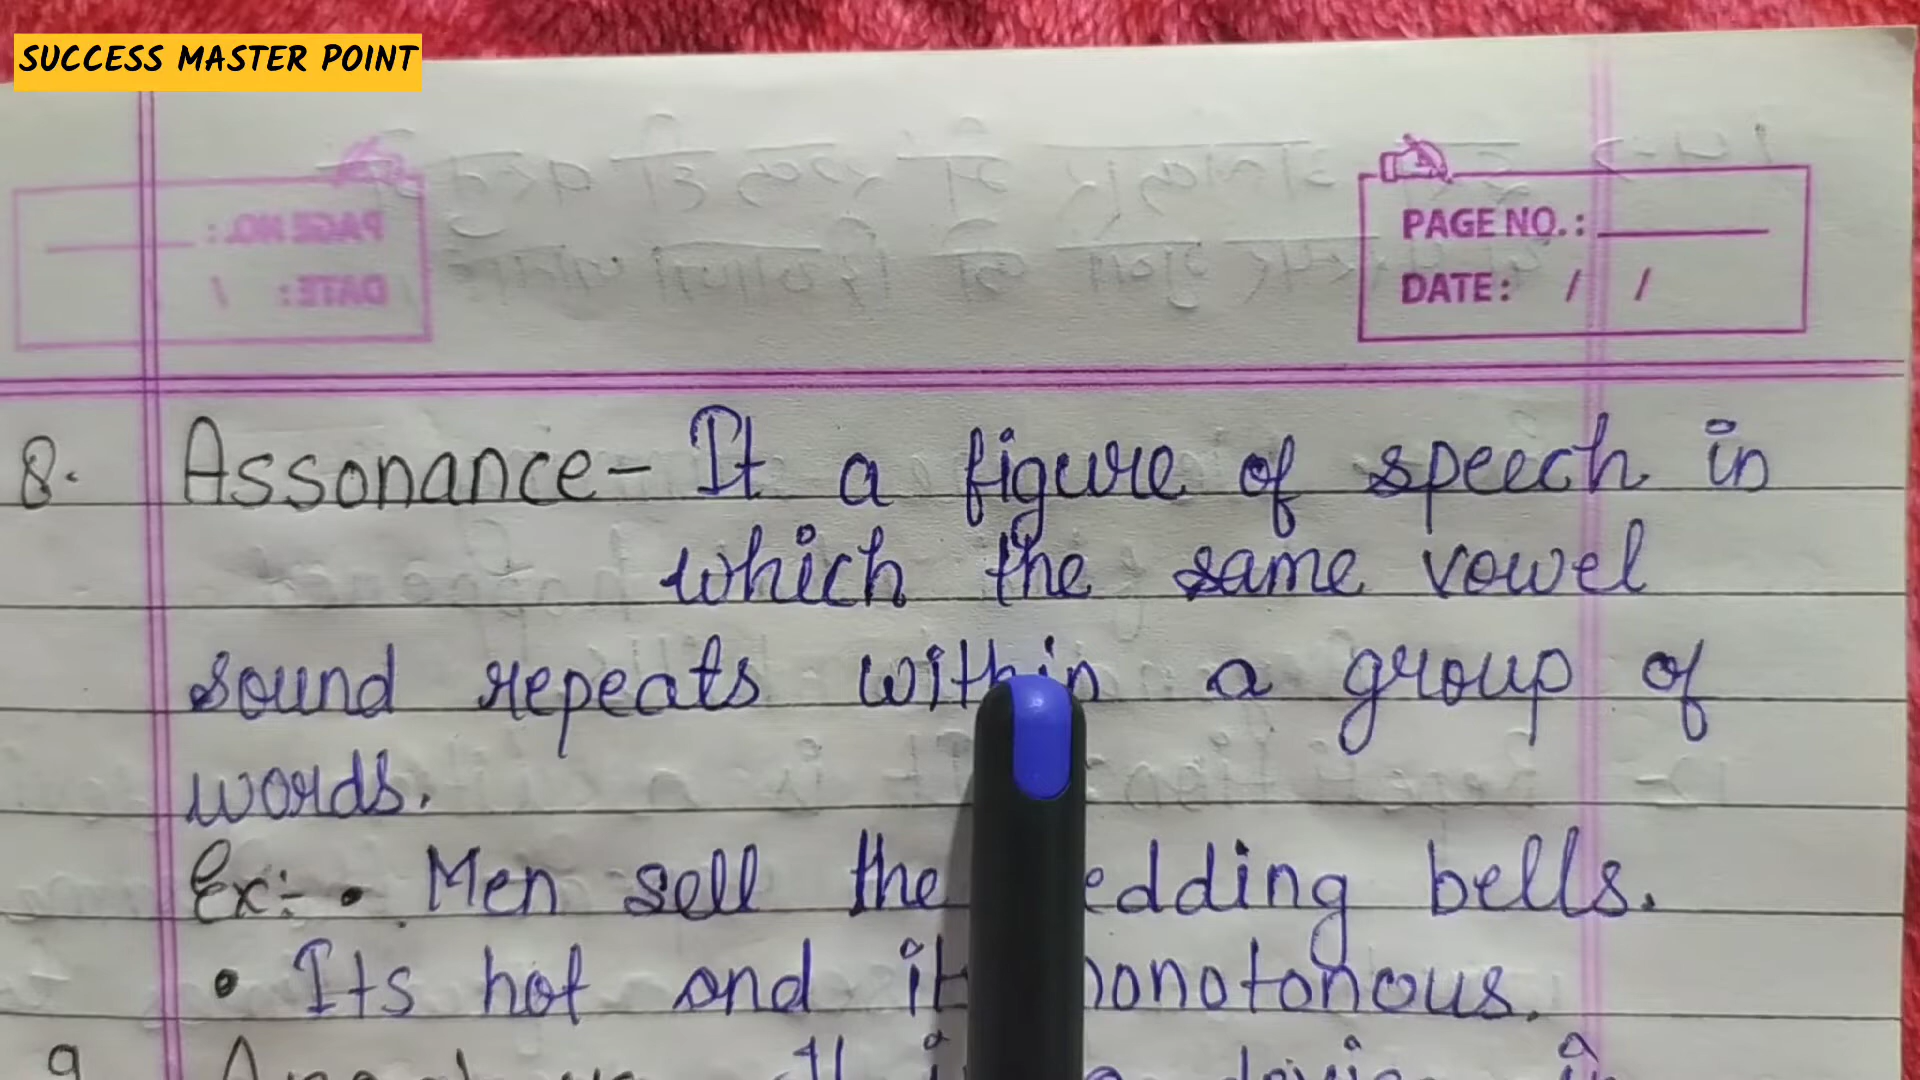 SUCCESS MASTER POINT
PAGE NO.:
DATE: / /
8. Assonance - It a figure of speech in
which the same vowel
sound repeats within a group of
words.
Ex:- • Men sell the edding bells.
• Its hot and it onotonous.
9